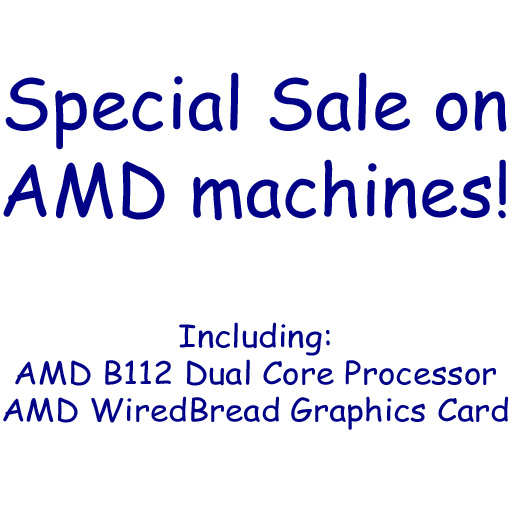 Special Sale on
AMD machines!
Including:
AMD B112 Dual Core Processor
AMD WiredBread Graphics Card